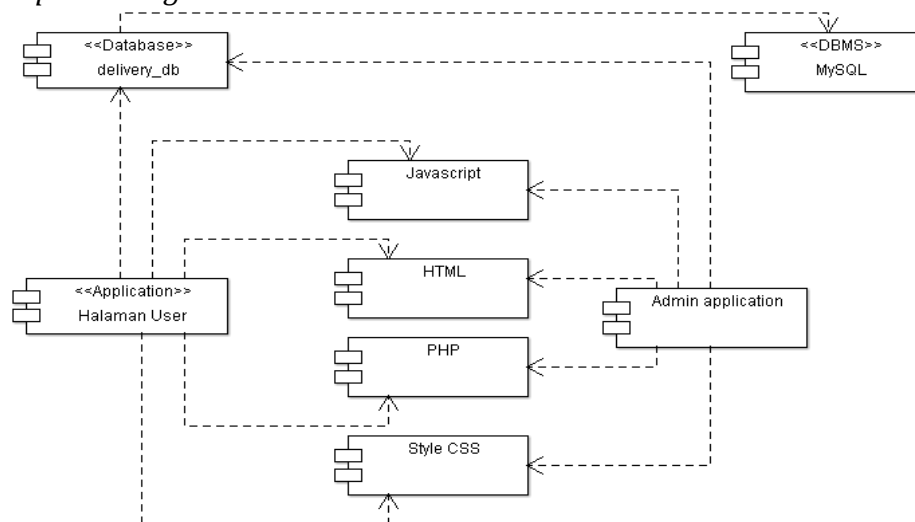 <<Database>>
delivery_db
<<DBMS>>
MySQL
Javascript
HTML
<<Application>>
Halaman User
Admin application
PHP
Style CSS